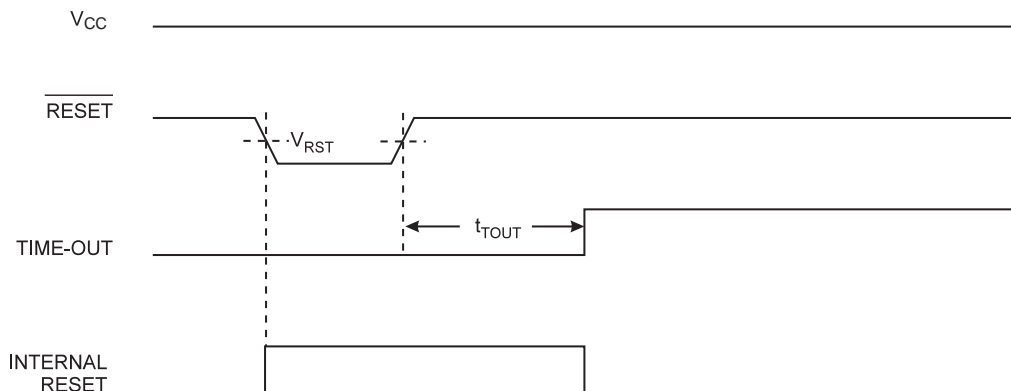 VCC
RESET
VRST
tTOUT
TIME-OUT
INTERNAL
RESET